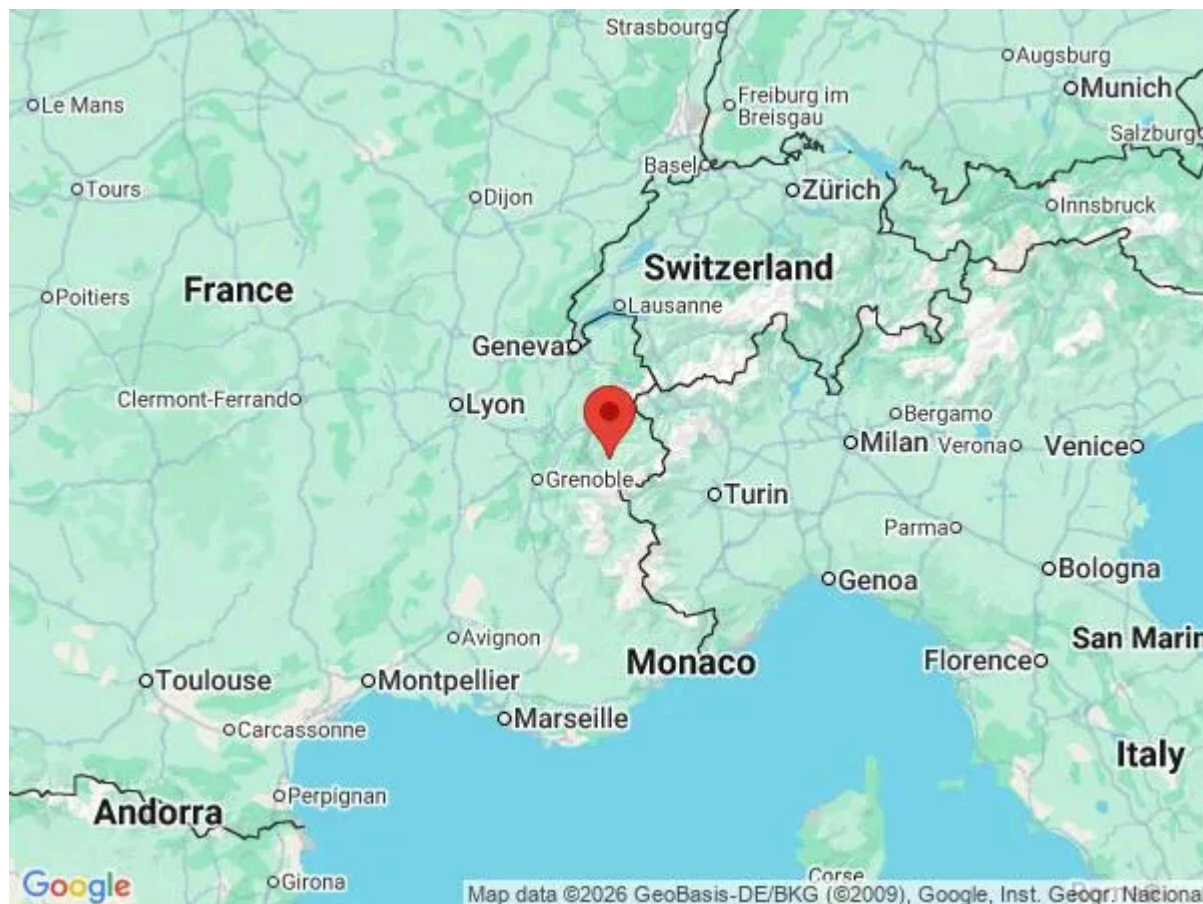 Strasbourg
Augsburg
Munich
Le Mans
Freiburg im
Breisgau
Salzburg
Basel
Tours
Dijon
Zürich
Innsbruck
Switzerland
France
Poitiers
Lausanne
Geneva
Clermont-Ferrand
Lyon
Bergamo
Milan
Verona
Venice
Grenoble
Turin
Parma
Genoa
Bologna
Avignon
San Marin
Monaco
Florence
Toulouse
Montpellier
Marseille
Carcassonne
Italy
Perpignan
Andorra
Corse
Google
Girona
Map data ©2026 GeoBasis-DE/BKG (©2009), Google, Inst. Geogr. Nacional